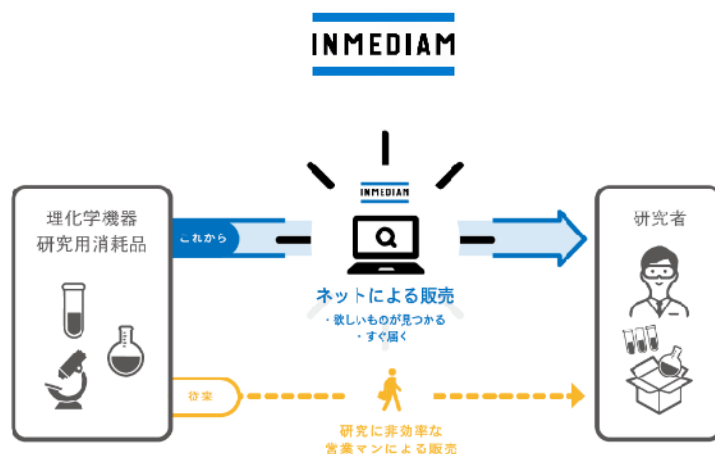 INMEDIAM
理化学機器
研究用消耗品
これから
INMEDIAM
ネットによる販売
・欲しいものが見つかる
・すぐ届く
研究者
従来
研究に非効率な
営業マンによる販売